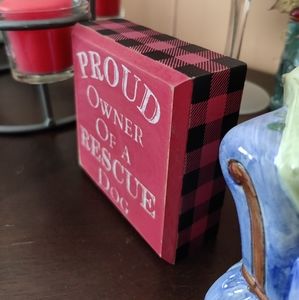 PROUD
OWNER
OF A
RESCUE
DOG